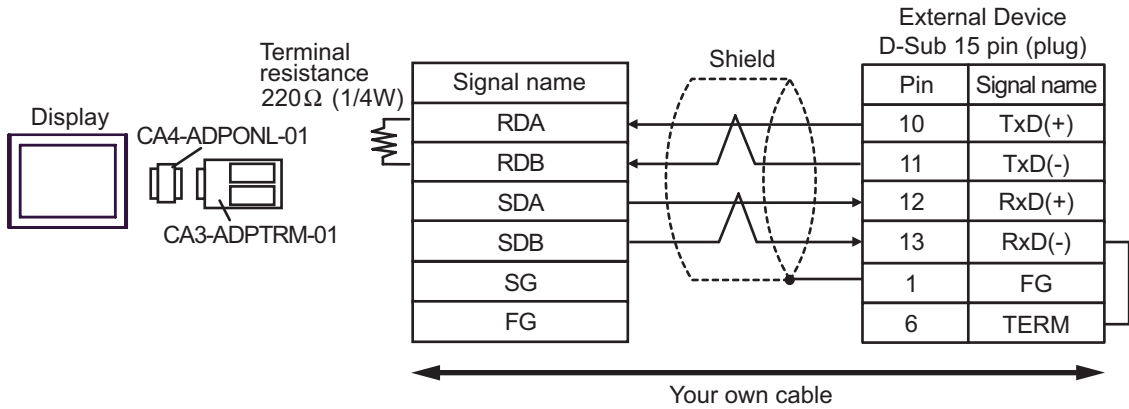 External Device
D-Sub 15 pin (plug)
Terminal
resistance
220Ω (1/4W)
Shield
Display
CA4-ADPONL-01
CA3-ADPTRM-01
Signal name
RDA
RDB
SDA
SDB
SG
FG
Pin Signal name
10 TxD(+)
11 TxD(-)
12 RxD(+)
13 RxD(-)
1 FG
6 TERM
Your own cable